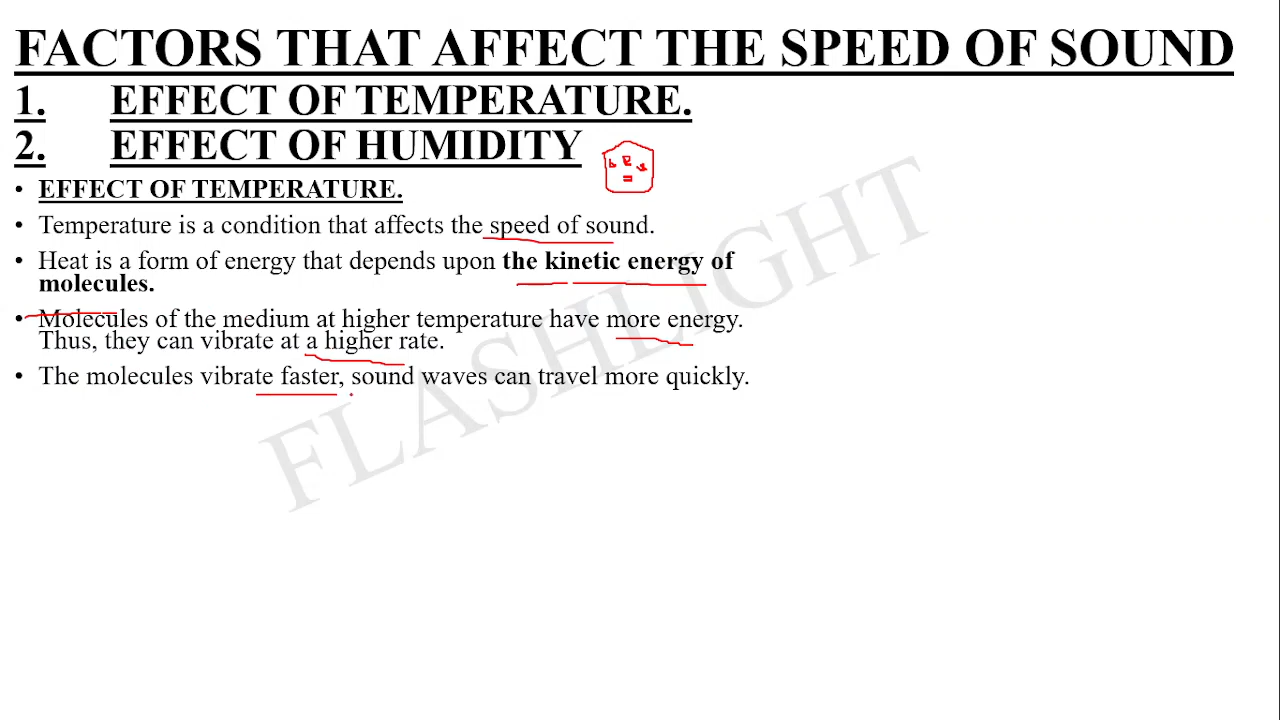 FACTORS THAT AFFECT THE SPEED OF SOUND
1. EFFECT OF TEMPERATURE.
2. EFFECT OF HUMIDITY
• EFFECT OF TEMPERATURE.
• Temperature is a condition that affects the speed of sound.
• Heat is a form of energy that depends upon the kinetic energy of
molecules.
• Molecules of the medium at higher temperature have more energy.
Thus, they can vibrate at a higher rate.
• The molecules vibrate faster, sound waves can travel more quickly.
FLASHLIGHT